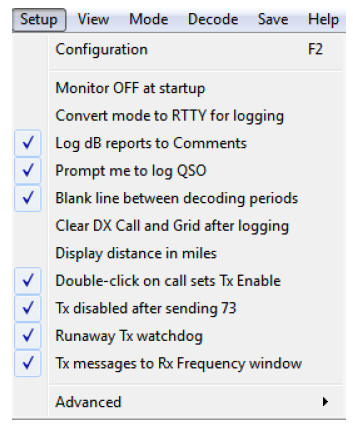 Setup View Mode Decode Save Help
Configuration F2
Monitor OFF at startup
Convert mode to RTTY for logging
Log dB reports to Comments
Prompt me to log QSO
Blank line between decoding periods
Clear DX Call and Grid after logging
Display distance in miles
Double-click on call sets Tx Enable
Tx disabled after sending 73
Runaway Tx watchdog
Tx messages to Rx Frequency window
Advanced